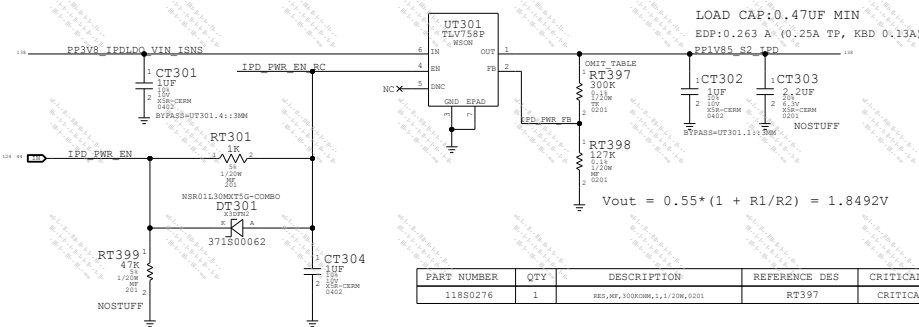 LOAD CAP:0.47UF MIN
EDP:0.263 A (0.25A TP, KBD 0.13A)
UT301
TLV758P
WSON
PP3V8_IPDLDO_VIN_ISNS
6 IN
OUT 1
PP1V85_S2_IPD
IPD_PWR_EN_RC
4 EN
FB 2
NC
5 DNC
GND EPAD
3 7
CT301
1UF
10%
10V
X5R-CERM
0402
BYPASS=UT301.4::3MM
OMIT_TABLE
RT397
300K
0.1%
1/20W
TK
0201
CT302
1UF
10%
10V
X5R-CERM
0402
BYPASS=UT301.1::3MM
CT303
2.2UF
20%
6.3V
X5R-CERM
0201
NOSTUFF
IPD_PWR_FB
RT398
127K
0.1%
1/20W
MF
0201
RT301
1K
5%
1/20W
MF
201
IPD_PWR_EN
IN
NSR01L30MXT5G-COMBO
DT301
X3DFN2
K A
371S00062
Vout = 0.55*(1 + R1/R2) = 1.8492V
RT399
47K
5%
1/20W
MF
201
NOSTUFF
CT304
1UF
10%
10V
X5R-CERM
0402
PART NUMBER QTY DESCRIPTION REFERENCE DES CRITICAL
118S0276 1 RES,MF,300KOHM,1,1/20W,0201 RT397 CRITICA